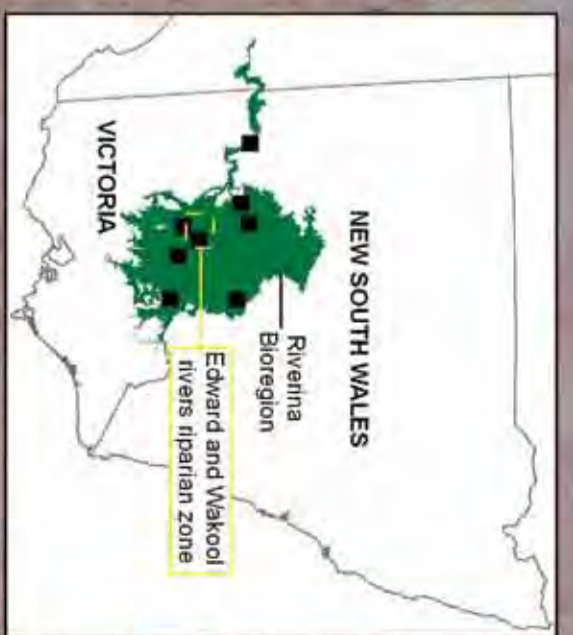 NEW SOUTH WALES
Riverina
Bioregion
VICTORIA
Edward and Wakool
rivers riparian zone